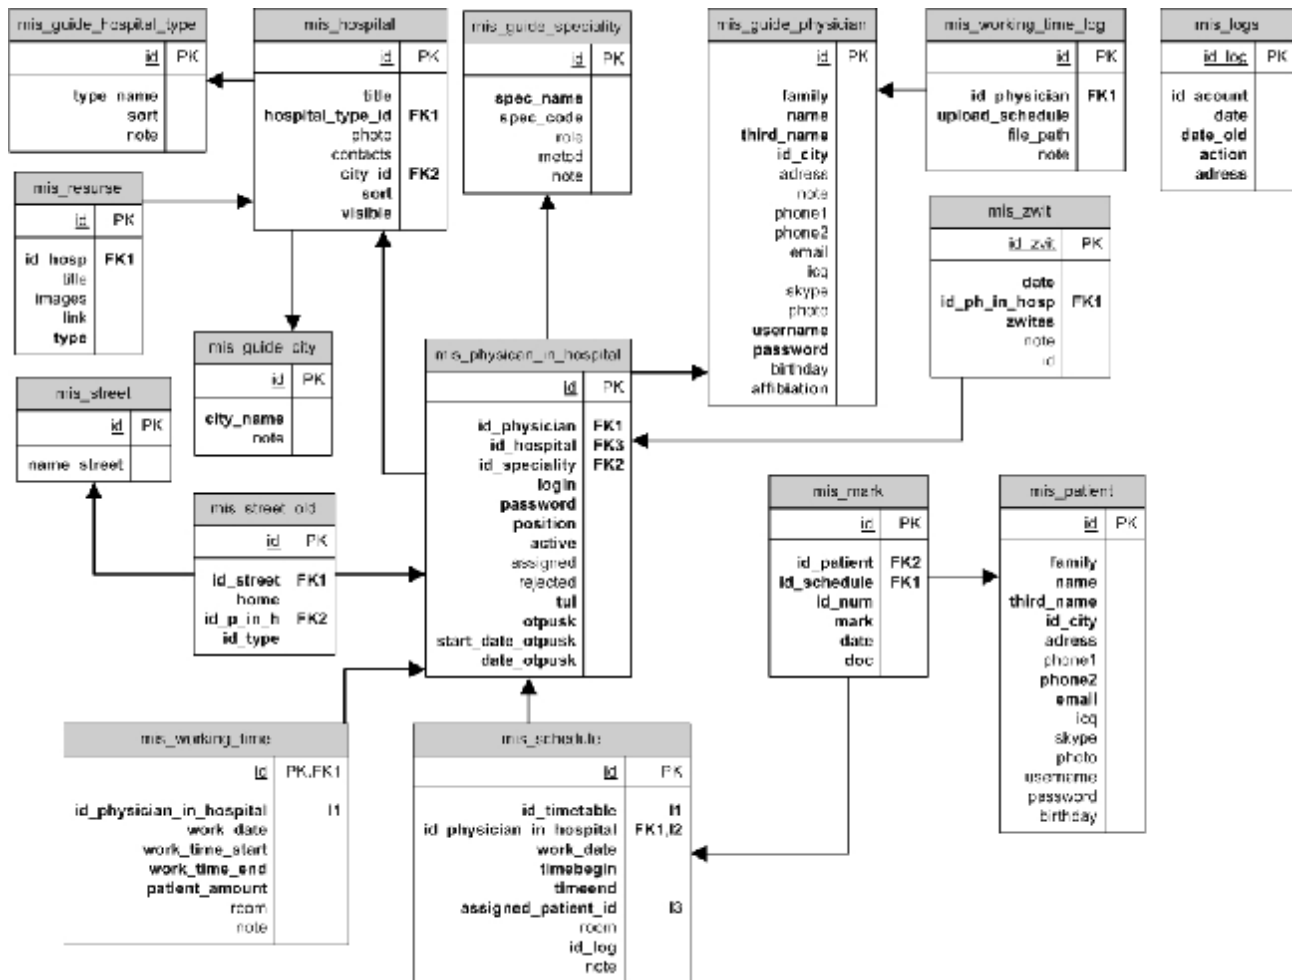 mis_guide_hospital_type
id PK
type_name
sort
note
mis_hospital
id PK
title
hospital_type_id FK1
photo
contacts
city_id FK2
sort
visible
mis_guide_speciality
id PK
spec_name
spec_code
role
metod
note
mis_guide_physician
id PK
family
name
third_name
id_city
adress
note
phone1
phone2
email
icq
skype
photo
username
password
birthday
mis_working_time_log
id PK
id_physician FK1
upload_schedule
file_path
note
mis_logs
id_log PK
id_acount
date
date_old
action
adress
mis_resurse
id PK
id_hosp FK1
title
images
link
type
mis_zwit
id_zvit PK
date
id_ph_in_hosp FK1
zwites
note
id
mis_guide_city
id PK
city_name
note
mis_physican_in_hospital
id PK
id_physician FK1
id_hospital FK3
id_speciality FK2
login
password
position
active
assigned
rejected
otpusk
start_date_otpusk
date_otpusk
mis_street
id PK
name_street
mis_street_old
id PK
id_street FK1
home
id_p_in_h FK2
id_type
mis_mark
id PK
id_patient FK2
id_schedule FK1
id_num
mark
date
doc
mis_patient
id PK
family
name
third_name
id_city
adress
phone1
phone2
email
icq
skype
photo
username
password
birthday
mis_working_time
id PK,FK1
id_physician_in_hospital I1
work_date
work_time_start
work_time_end
patient_amount
room
note
mis_schedule
id PK
id_timetable I1
id_physician_in_hospital FK1,I2
work_date
timebegin
timeend
assigned_patient_id I3
room
id_log
note